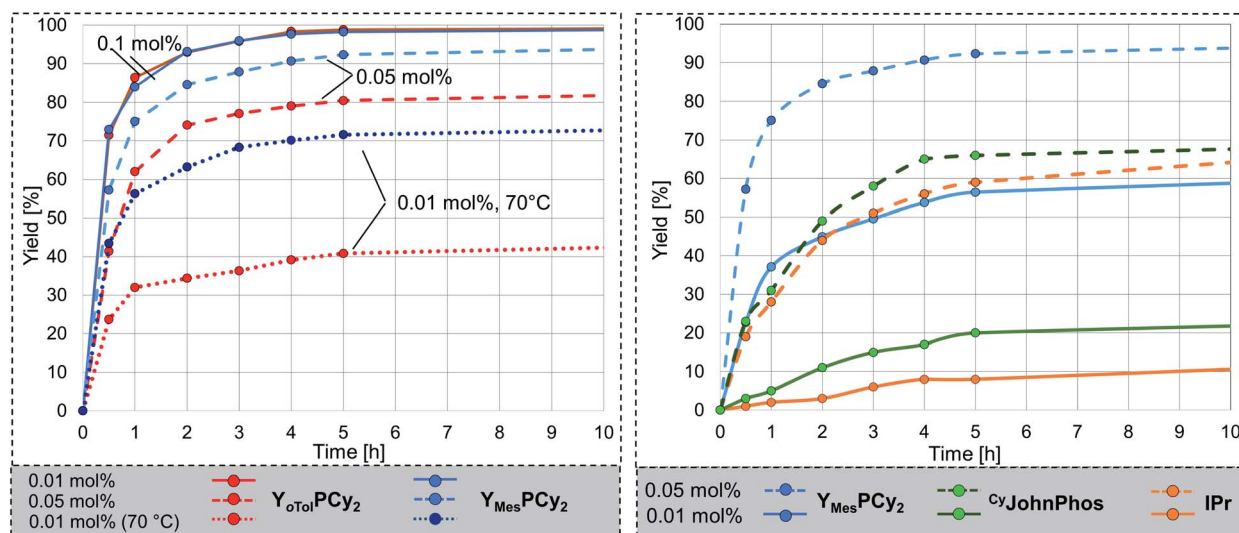 100
90
80
70
60
50
40
30
20
10
0
Yield [%]
0.1 mol%
0.05 mol%
0.01 mol%, 70°C
0 1 2 3 4 5 6 7 8 9 10
Time [h]
0.01 mol%
0.05 mol%
0.01 mol% (70 °C)
YoTolPCy2
YMesPCy2
100
90
80
70
60
50
40
30
20
10
0
Yield [%]
0 1 2 3 4 5 6 7 8 9 10
Time [h]
0.05 mol%
0.01 mol%
YMesPCy2
CyJohnPhos
IPr